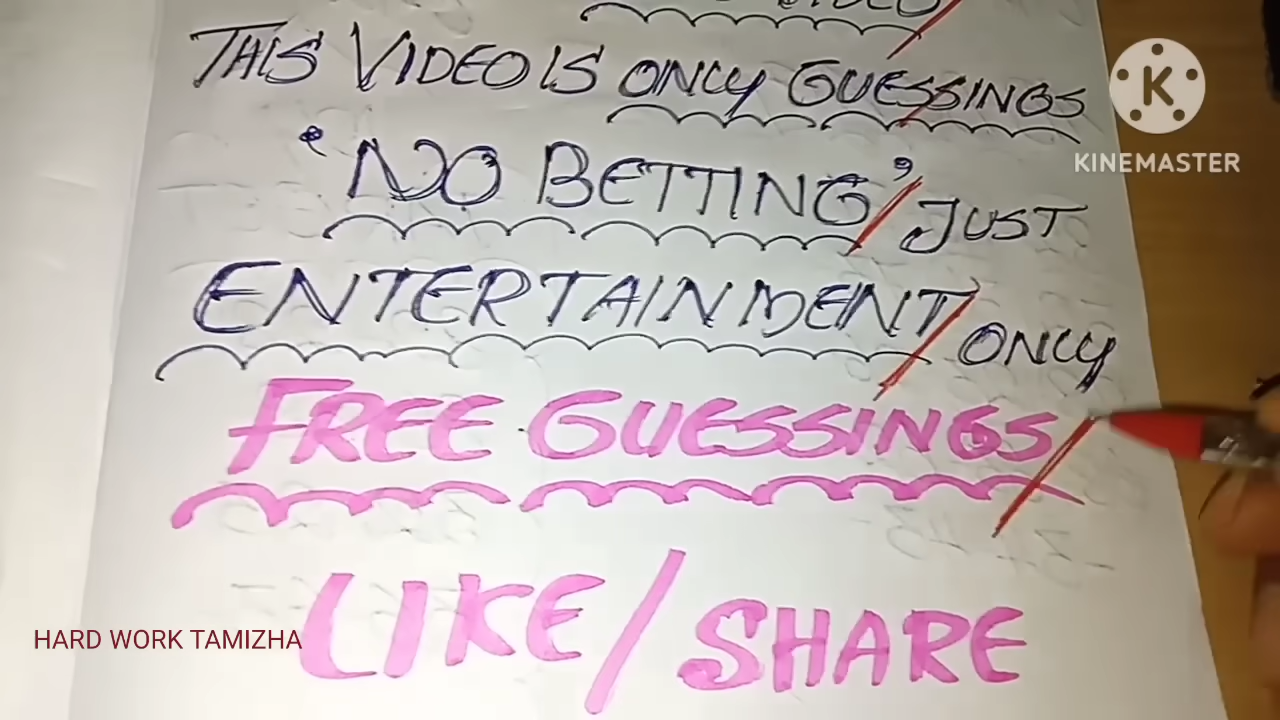 THIS VIDEO IS ONLY GUESSINGS
K
KINEMASTER
"NO BETTING" JUST
ENTERTAINMENT ONLY
FREE GUESSINGS
LIKE/SHARE
HARD WORK TAMIZHA